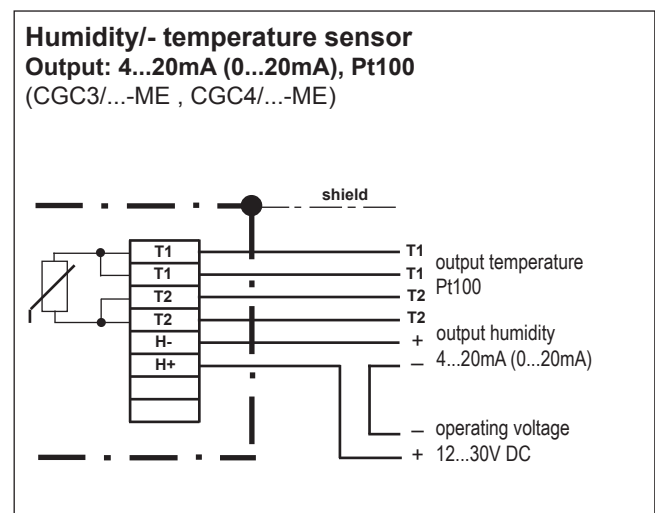 Humidity/- temperature sensor
Output: 4...20mA (0...20mA), Pt100
(CGC3/...-ME , CGC4/...-ME)
shield
T1
T1
T2
T2
H-
H+
T1
T1
T2
T2
output temperature
Pt100
+ output humidity
– 4...20mA (0...20mA)
– operating voltage
+ 12...30V DC